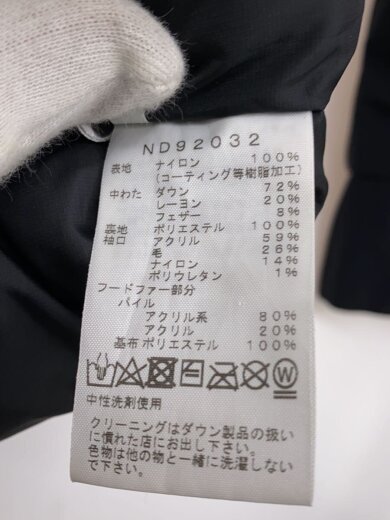 ND92032
表地 ナイロン 100%
(コーティング等樹脂加工)
中わた ダウン 72%
レーヨン 20%
フェザー 8%
裏地 ポリエステル 100%
袖口 アクリル 59%
毛 26%
ナイロン 14%
ポリウレタン 1%
フードファー部分
パイル
アクリル系 80%
アクリル 20%
基布 ポリエステル 100%
中性洗剤使用
クリーニングはダウン製品の扱い
に慣れた店にお出し下さい。
色物は他の物と一緒に洗濯しない
で下さい。